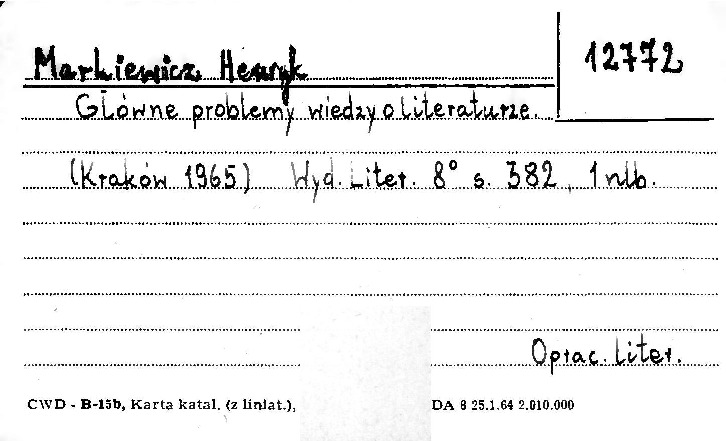 Markiewicz Henryk
12772
Główne problemy wiedzy o literaturze.
(Kraków 1965) Wyd. Liter. 8° s. 382, 1 nlb.
Oprac. liter.
CWD - B-15b, Karta katal. (z liniat.), DA 8 25.1.64 2.010.000